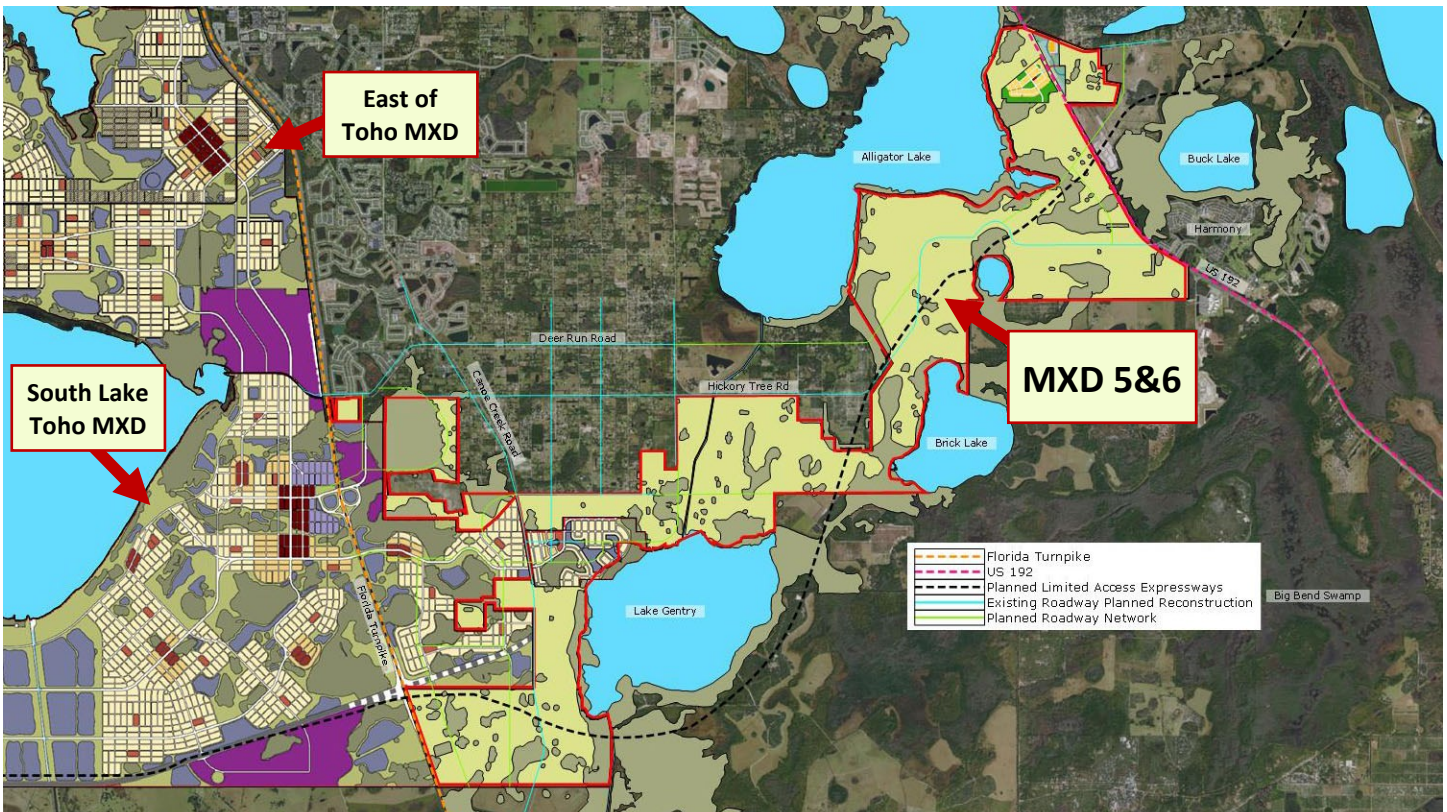 East of
Toho MXD
Alligator Lake
Buck Lake
Harmony
US 192
Deer Run Road
South Lake
Toho MXD
Canoe Creek Road
Hickory Tree Rd
MXD 5&6
Brick Lake
Florida Turnpike
US 192
Planned Limited Access Expressways
Existing Roadway Planned Reconstruction
Planned Roadway Network
Big Bend Swamp
Lake Gentry
Florida Turnpike